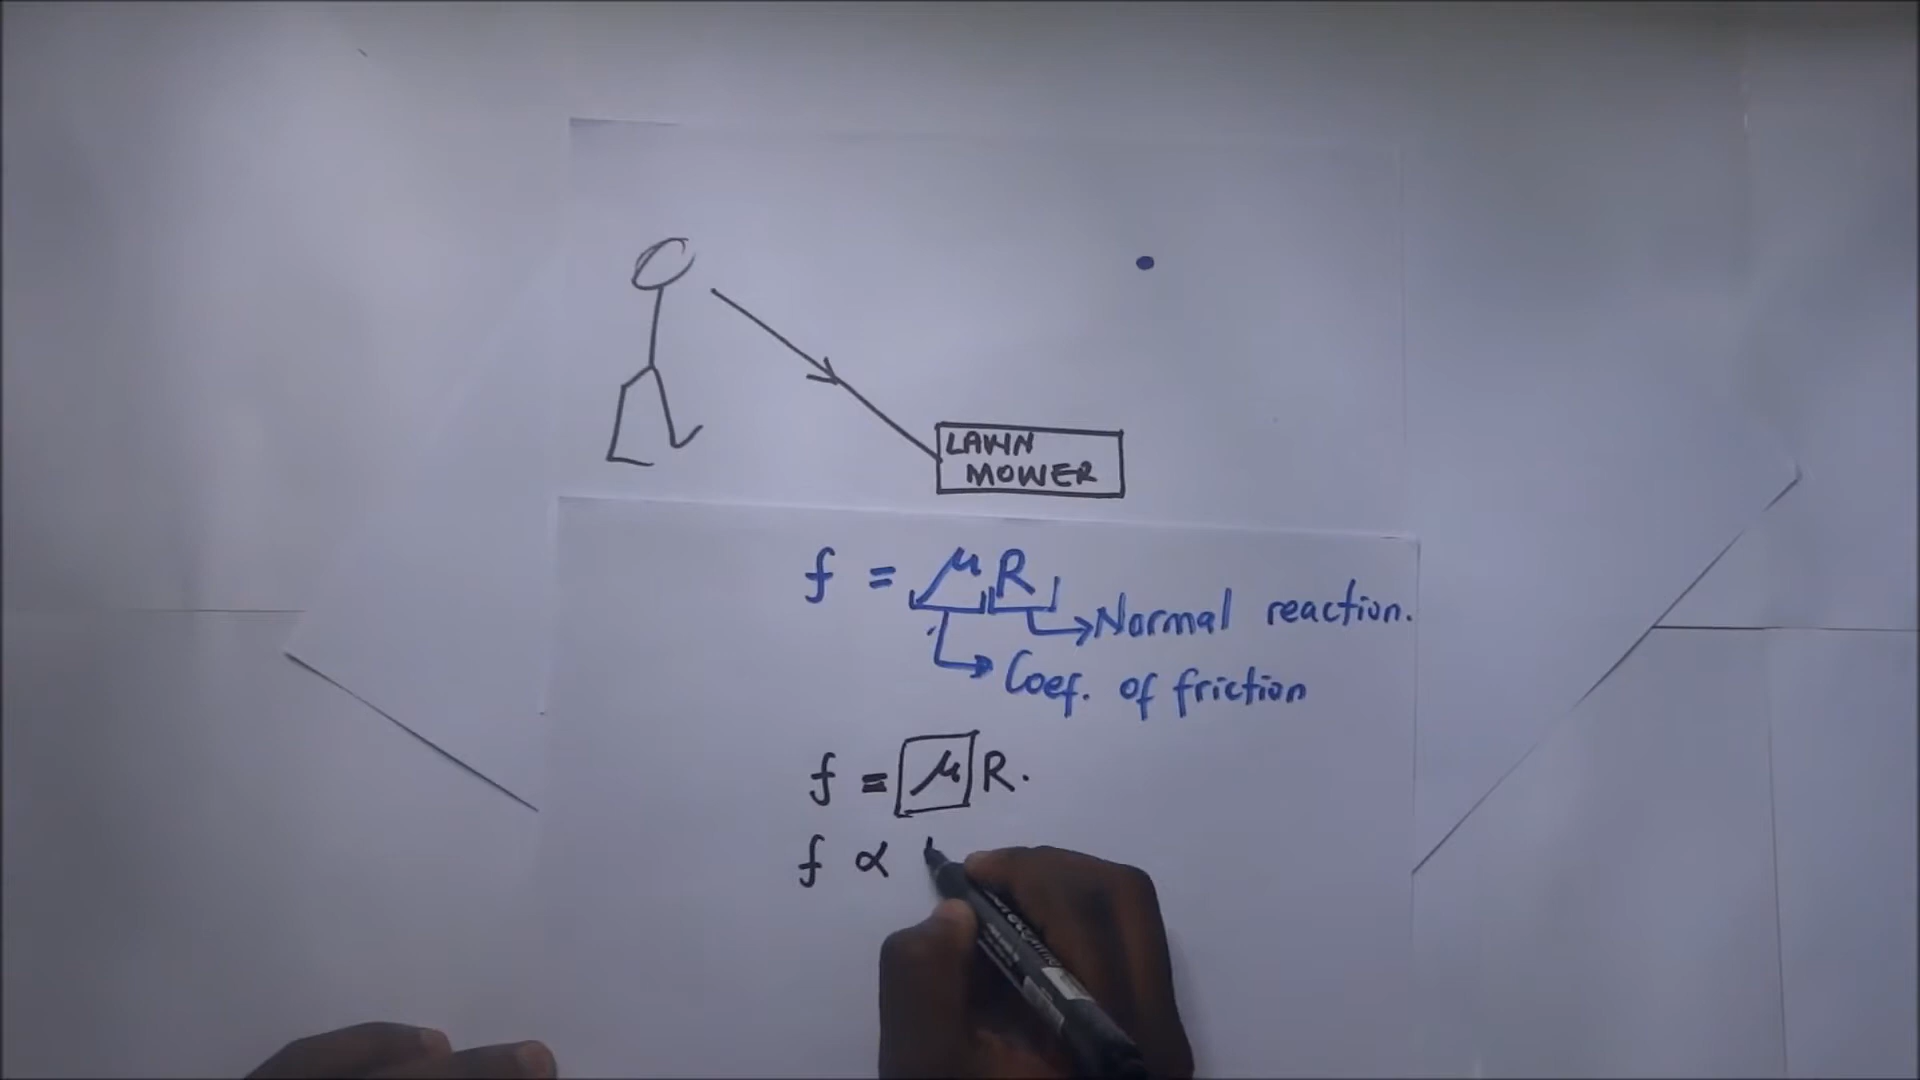 LAWN
MOWER
f = μR
Normal reaction.
Coef. of friction
f = μR.
f ∝